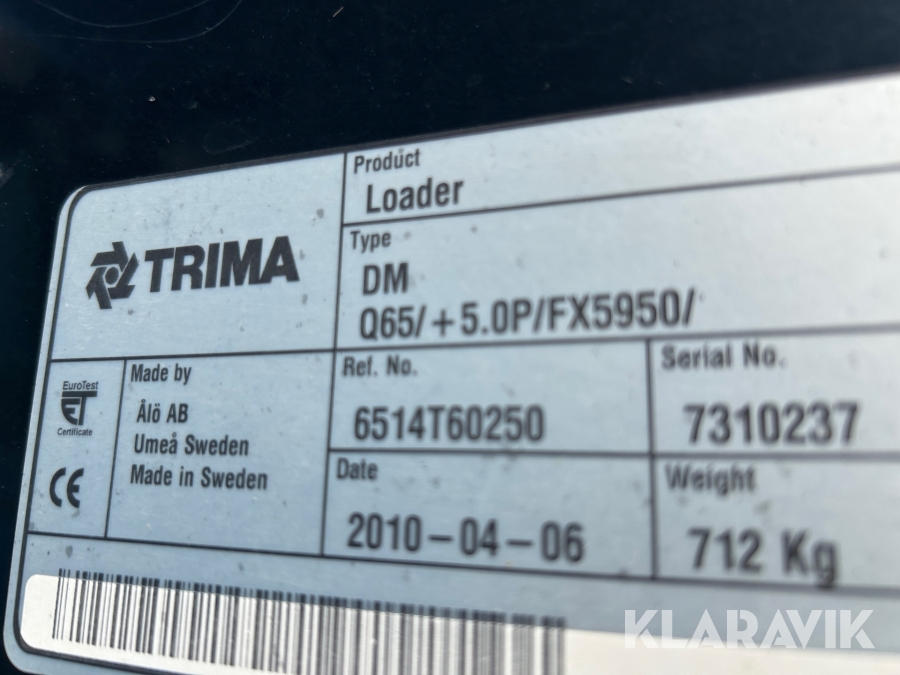 TRIMA
Product
Loader
Type
DM
Q65/+5.0P/FX5950/
EuroTest
ET
Certificate
CE
Made by
Ålö AB
Umeå Sweden
Made in Sweden
Ref. No.
6514T60250
Serial No.
7310237
Date
2010-04-06
Weight
712 Kg
KLARAVIK